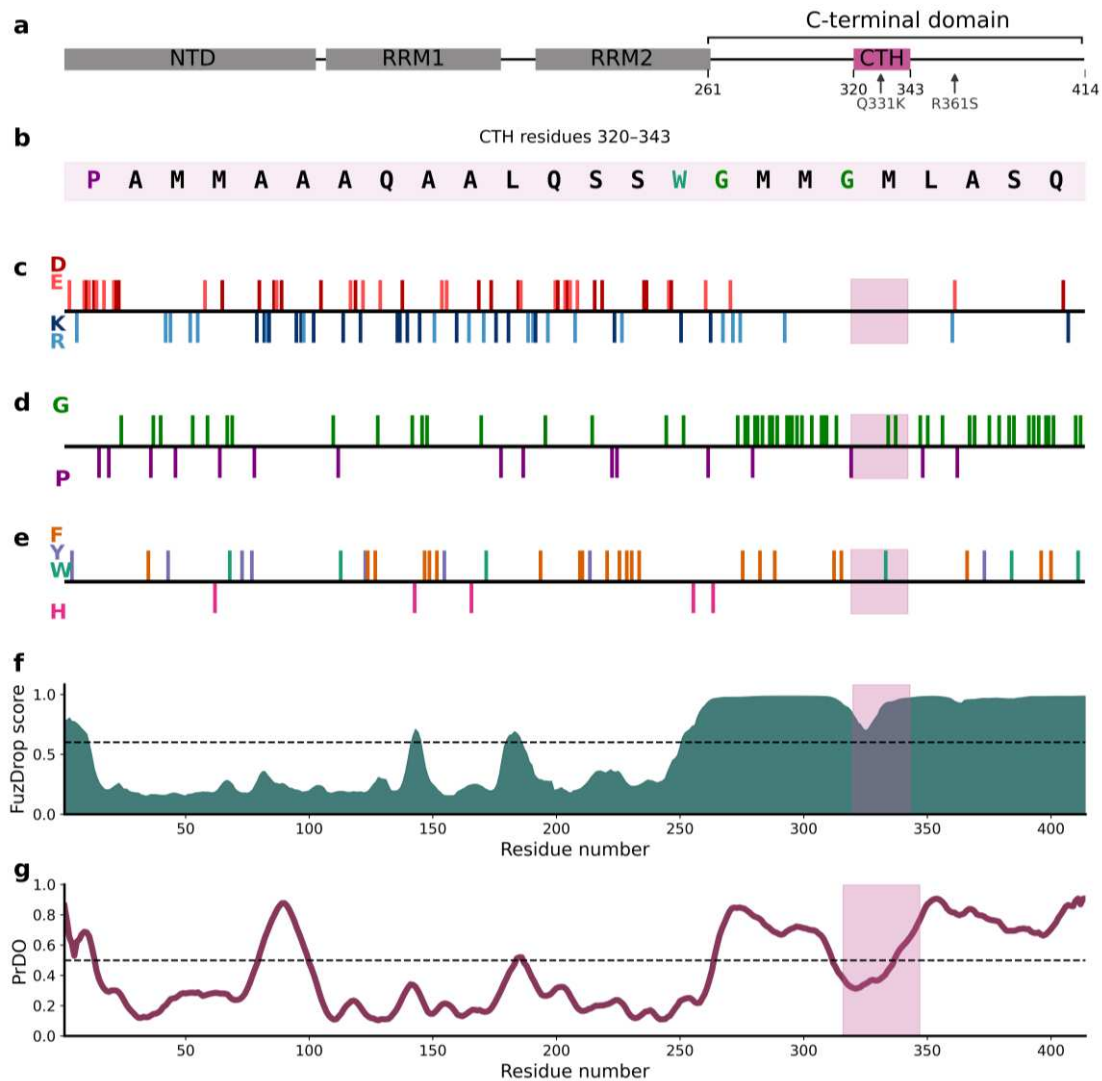 a
C-terminal domain
NTD RRM1 RRM2 CTH
261 320 343 414
Q331K R361S
b
CTH residues 320–343
P A M M A A A Q A A L Q S S W G M M G M L A S Q
c
D
E
K
R
d
G
P
e
F
Y
W
H
f
FuzDrop score
1.0
0.5
0.0
50 100 150 200 250 300 350 400
Residue number
g
PrDO
1.0
0.8
0.6
0.4
0.2
0.0
50 100 150 200 250 300 350 400
Residue number